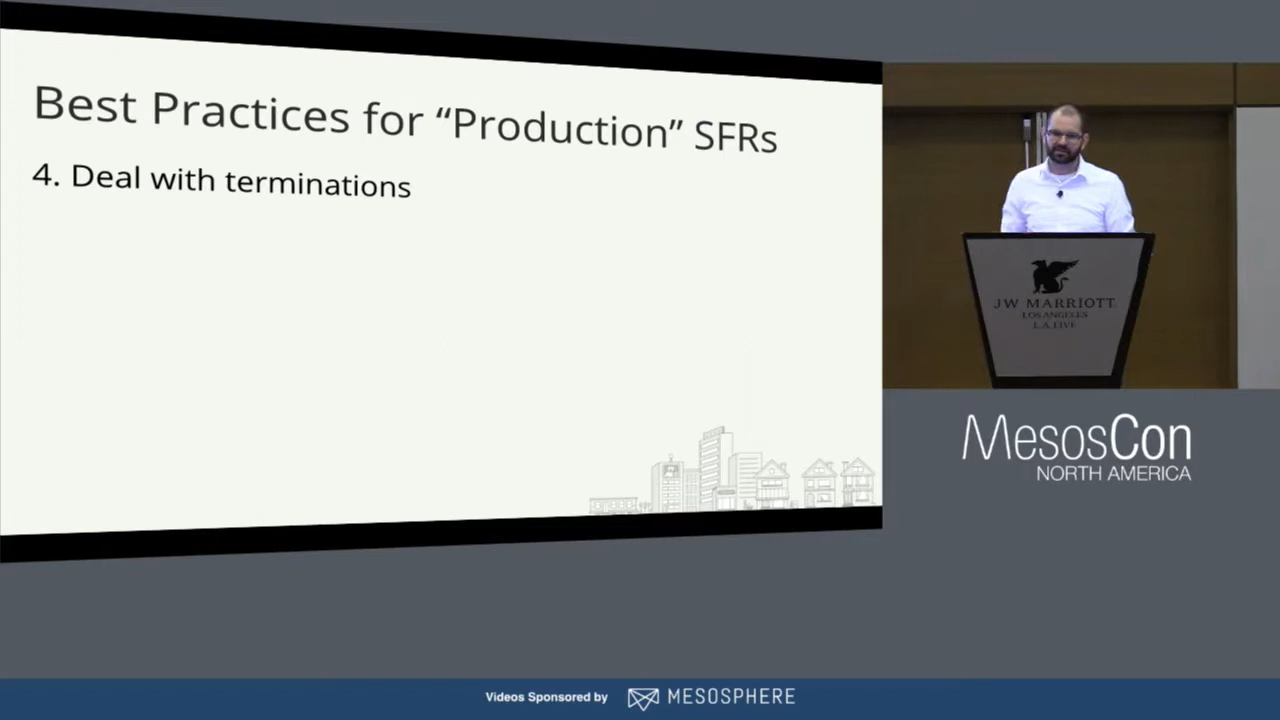 Best Practices for “Production” SFRs
4. Deal with terminations
JW MARRIOTT
LOS ANGELES
L.A. LIVE
MesosCon
NORTH AMERICA
Videos Sponsored by MESOSPHERE